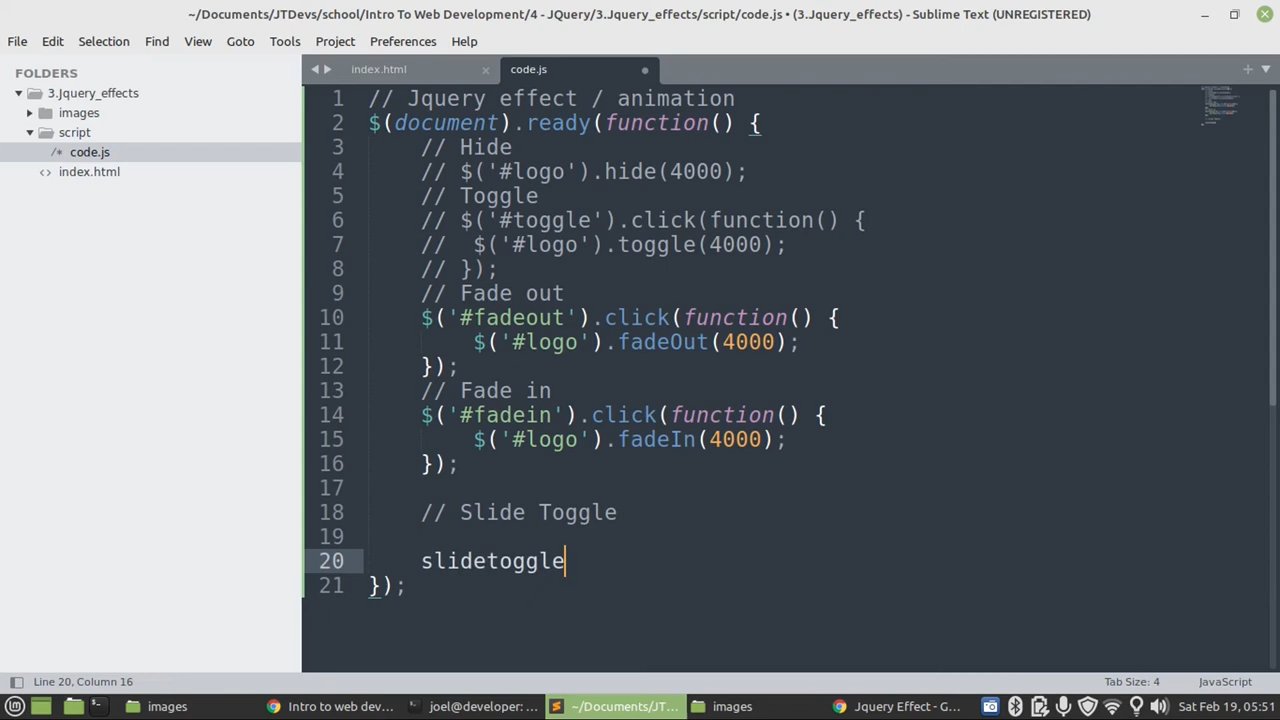 ~/Documents/JTDevs/school/Intro To Web Development/4 - JQuery/3.Jquery_effects/script/code.js • (3.Jquery_effects) - Sublime Text (UNREGISTERED)
File Edit Selection Find View Goto Tools Project Preferences Help
FOLDERS
3.Jquery_effects
images
script
/* code.js
<> index.html
index.html × code.js
1 // Jquery effect / animation
2 $(document).ready(function() {
3 // Hide
4 // $('#logo').hide(4000);
5 // Toggle
6 // $('#toggle').click(function() {
7 // $('#logo').toggle(4000);
8 // });
9 // Fade out
10 $('#fadeout').click(function() {
11 $('#logo').fadeOut(4000);
12 });
13 // Fade in
14 $('#fadein').click(function() {
15 $('#logo').fadeIn(4000);
16 });
17
18 // Slide Toggle
19
20 slidetoggle
21 });
Line 20, Column 16 Tab Size: 4 JavaScript
images Intro to web dev... joel@developer: ... ~/Documents/JT... images Jquery Effect - G... Sat Feb 19, 05:51